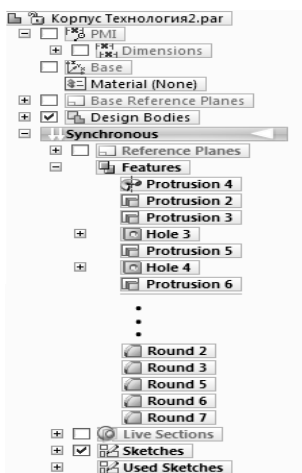 Корпус Технология2.par
PMI
Dimensions
Base
Material (None)
Base Reference Planes
Design Bodies
Synchronous
Reference Planes
Features
Protrusion 4
Protrusion 2
Protrusion 3
Hole 3
Protrusion 5
Hole 4
Protrusion 6
Round 2
Round 3
Round 5
Round 6
Round 7
Live Sections
Sketches
Used Sketches